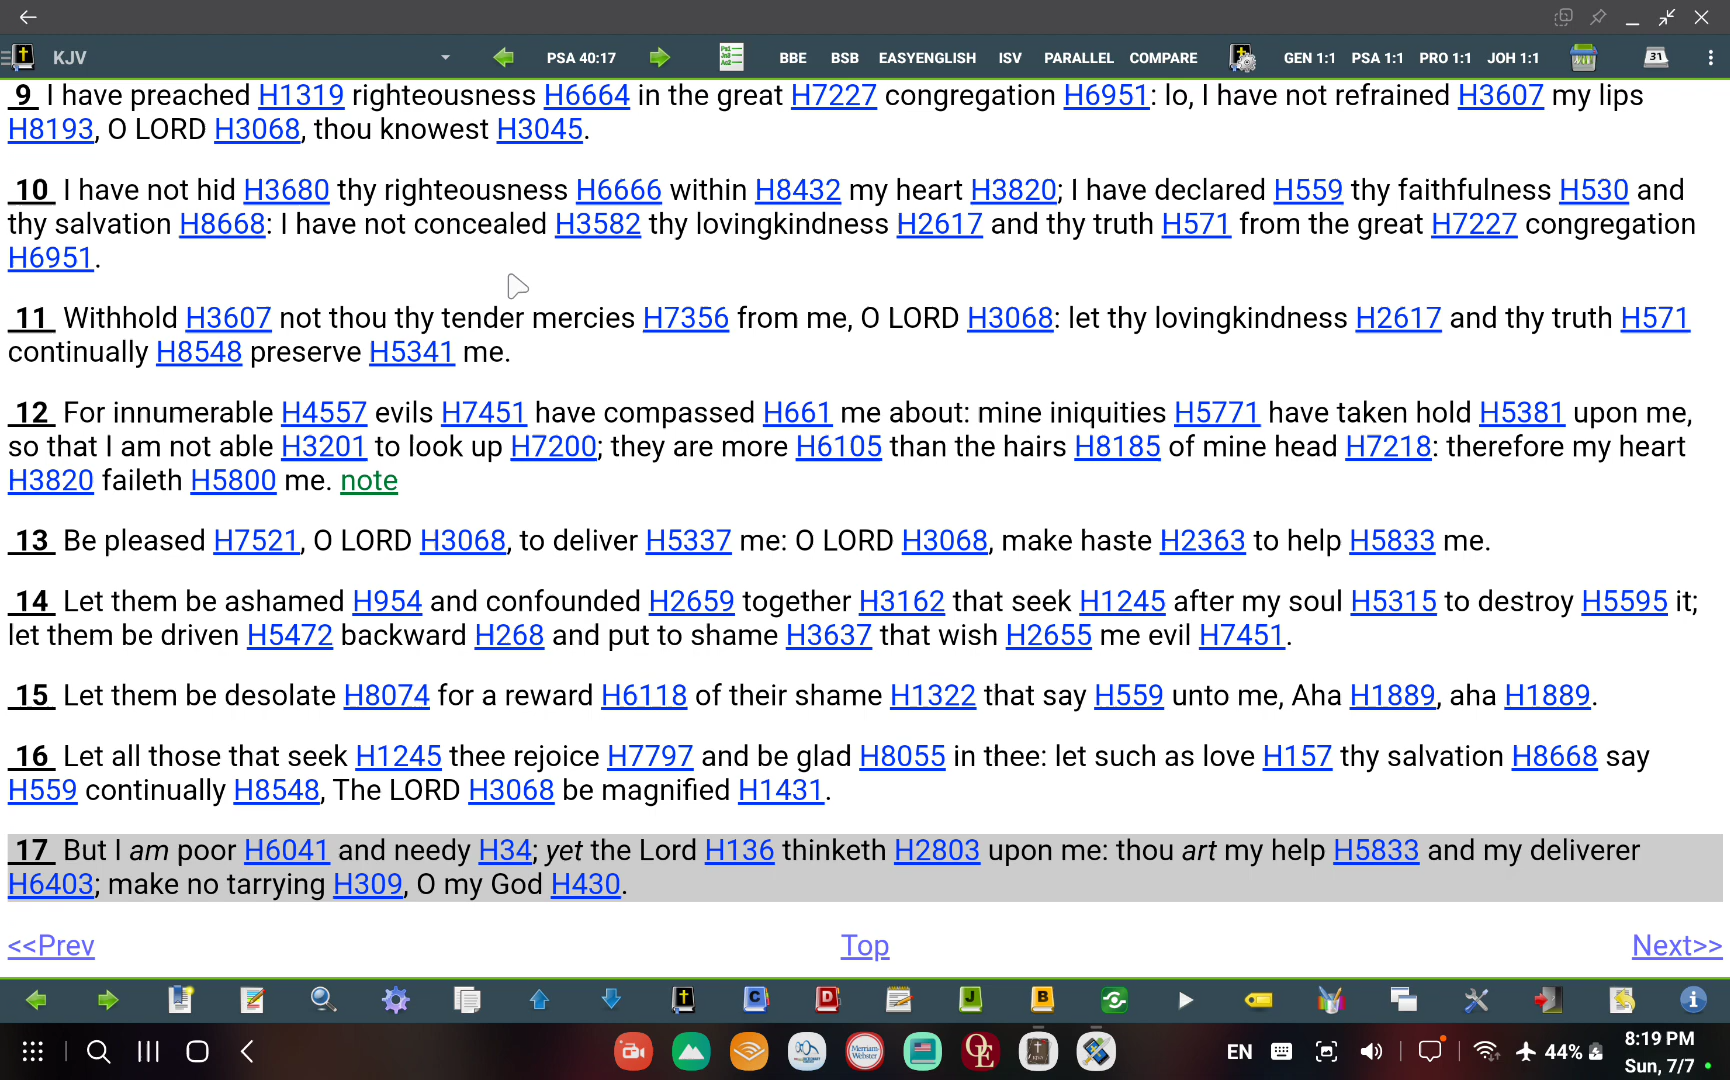 KJV PSA 40:17 BBE BSB EASYENGLISH ISV PARALLEL COMPARE GEN 1:1 PSA 1:1 PRO 1:1 JOH 1:1 31
9 I have preached H1319 righteousness H6664 in the great H7227 congregation H6951: lo, I have not refrained H3607 my lips
H8193, O LORD H3068, thou knowest H3045.
10 I have not hid H3680 thy righteousness H6666 within H8432 my heart H3820; I have declared H559 thy faithfulness H530 and
thy salvation H8668: I have not concealed H3582 thy lovingkindness H2617 and thy truth H571 from the great H7227 congregation
H6951.
11 Withhold H3607 not thou thy tender mercies H7356 from me, O LORD H3068: let thy lovingkindness H2617 and thy truth H571
continually H8548 preserve H5341 me.
12 For innumerable H4557 evils H7451 have compassed H661 me about: mine iniquities H5771 have taken hold H5381 upon me,
so that I am not able H3201 to look up H7200; they are more H6105 than the hairs H8185 of mine head H7218: therefore my heart
H3820 faileth H5800 me. note
13 Be pleased H7521, O LORD H3068, to deliver H5337 me: O LORD H3068, make haste H2363 to help H5833 me.
14 Let them be ashamed H954 and confounded H2659 together H3162 that seek H1245 after my soul H5315 to destroy H5595 it;
let them be driven H5472 backward H268 and put to shame H3637 that wish H2655 me evil H7451.
15 Let them be desolate H8074 for a reward H6118 of their shame H1322 that say H559 unto me, Aha H1889, aha H1889.
16 Let all those that seek H1245 thee rejoice H7797 and be glad H8055 in thee: let such as love H157 thy salvation H8668 say
H559 continually H8548, The LORD H3068 be magnified H1431.
17 But I am poor H6041 and needy H34; yet the Lord H136 thinketh H2803 upon me: thou art my help H5833 and my deliverer
H6403; make no tarrying H309, O my God H430.
<<Prev Top Next>>
C D J B
Merriam-Webster OE EN 44% 8:19 PM
Sun, 7/7